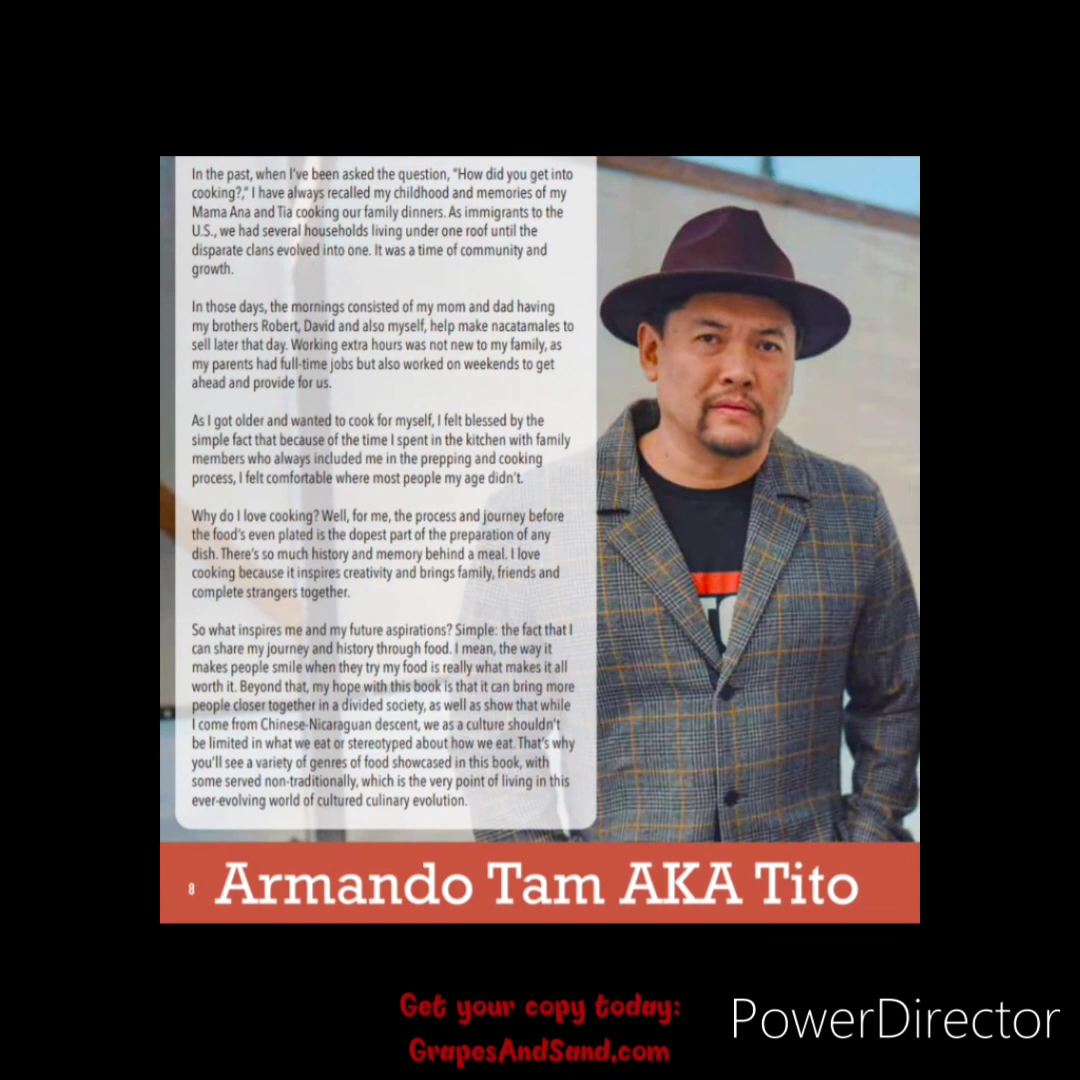 In the past, when I've been asked the question, "How did you get into
cooking?," I have always recalled my childhood and memories of my
Mama Ana and Tia cooking our family dinners. As immigrants to the
U.S., we had several households living under one roof until the
disparate clans evolved into one. It was a time of community and
growth.
In those days, the mornings consisted of my mom and dad having
my brothers Robert, David and also myself, help make nacatamales to
sell later that day. Working extra hours was not new to my family, as
my parents had full-time jobs but also worked on weekends to get
ahead and provide for us.
As I got older and wanted to cook for myself, I felt blessed by the
simple fact that because of the time I spent in the kitchen with family
members who always included me in the prepping and cooking
process, I felt comfortable where most people my age didn't.
Why do I love cooking? Well, for me, the process and journey before
the food's even plated is the dopest part of the preparation of any
dish. There's so much history and memory behind a meal. I love
cooking because it inspires creativity and brings family, friends and
complete strangers together.
So what inspires me and my future aspirations? Simple: the fact that I
can share my journey and history through food. I mean, the way it
makes people smile when they try my food is really what makes it all
worth it. Beyond that, my hope with this book is that it can bring more
people closer together in a divided society, as well as show that while
I come from Chinese-Nicaraguan descent, we as a culture shouldn't
be limited in what we eat or stereotyped about how we eat. That's why
you'll see a variety of genres of food showcased in this book, with
some served non-traditionally, which is the very point of living in this
ever-evolving world of cultured culinary evolution.
8 Armando Tam AKA Tito
Get your copy today:
GrapesAndSand.com
PowerDirector